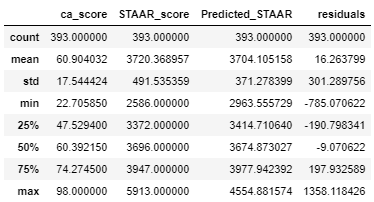 ca_score STAAR_score Predicted_STAAR residuals
count 393.000000 393.000000 393.000000 393.000000
mean 60.904032 3720.368957 3704.105158 16.263799
std 17.544424 491.535359 371.278399 301.289756
min 22.705850 2586.000000 2963.555729 -785.070622
25% 47.529400 3372.000000 3414.710640 -190.798341
50% 60.392150 3696.000000 3674.873027 -9.070622
75% 74.274500 3947.000000 3977.942392 197.932589
max 98.000000 5913.000000 4554.881574 1358.118426